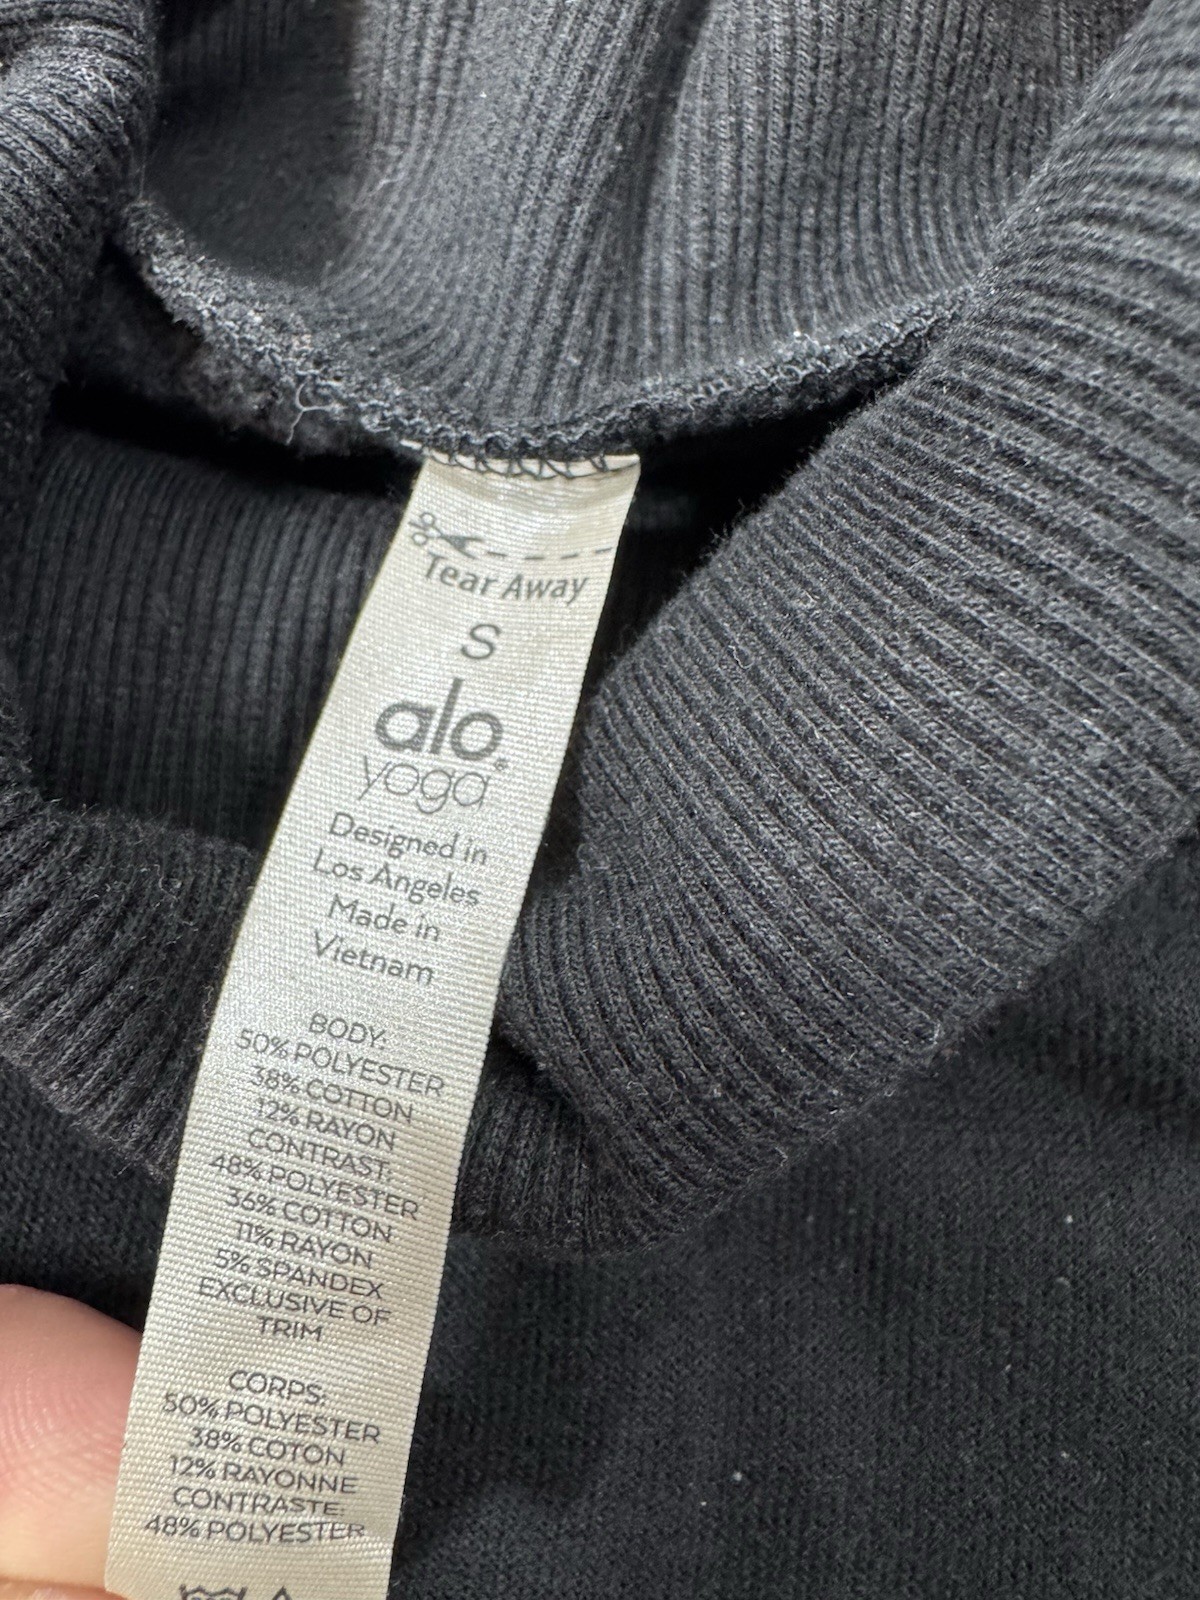 Tear Away
S
alo®
yoga
Designed in
Los Angeles
Made in
Vietnam
BODY:
50% POLYESTER
38% COTTON
12% RAYON
CONTRAST:
48% POLYESTER
36% COTTON
11% RAYON
5% SPANDEX
EXCLUSIVE OF
TRIM
CORPS:
50% POLYESTER
38% COTON
12% RAYONNE
CONTRASTE:
48% POLYESTER